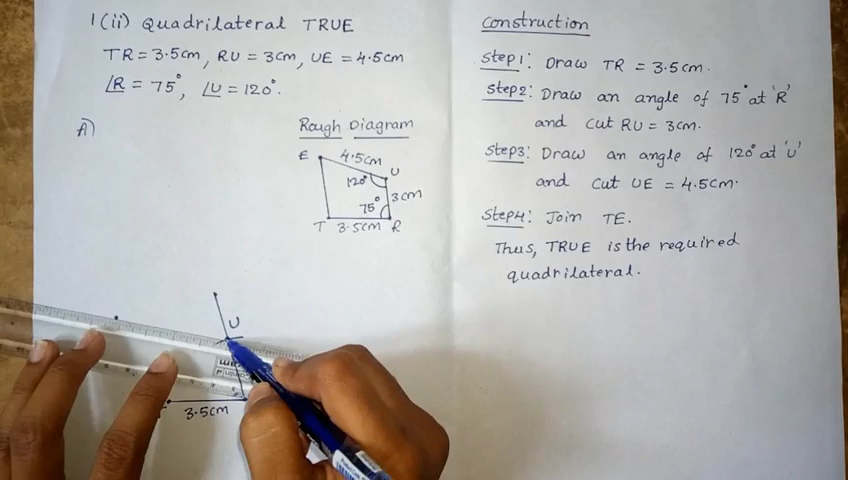 1(ii) Quadrilateral TRUE
TR = 3.5cm, RU = 3cm, UE = 4.5cm
∠R = 75°, ∠U = 120°.
A)
Rough Diagram
E 4.5cm U
120° 3cm
75°
T 3.5cm R
U
3.5cm
Construction
Step1: Draw TR = 3.5cm.
Step2: Draw an angle of 75° at 'R'
and cut RU = 3cm.
Step3: Draw an angle of 120° at 'U'
and cut UE = 4.5cm.
Step4: Join TE.
Thus, TRUE is the required
quadrilateral.